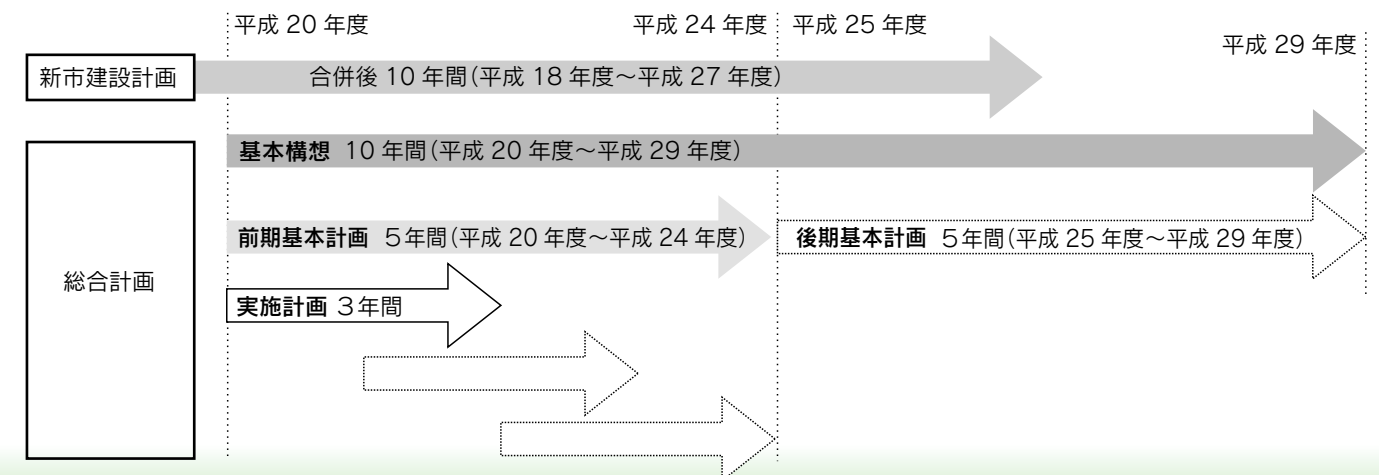 平成 20 年度
平成 24 年度
平成 25 年度
平成 29 年度
新市建設計画
合併後 10 年間(平成 18 年度～平成 27 年度)
基本構想 10 年間(平成 20 年度～平成 29 年度)
前期基本計画 ５年間(平成 20 年度～平成 24 年度)
後期基本計画 ５年間(平成 25 年度～平成 29 年度)
総合計画
実施計画 ３年間